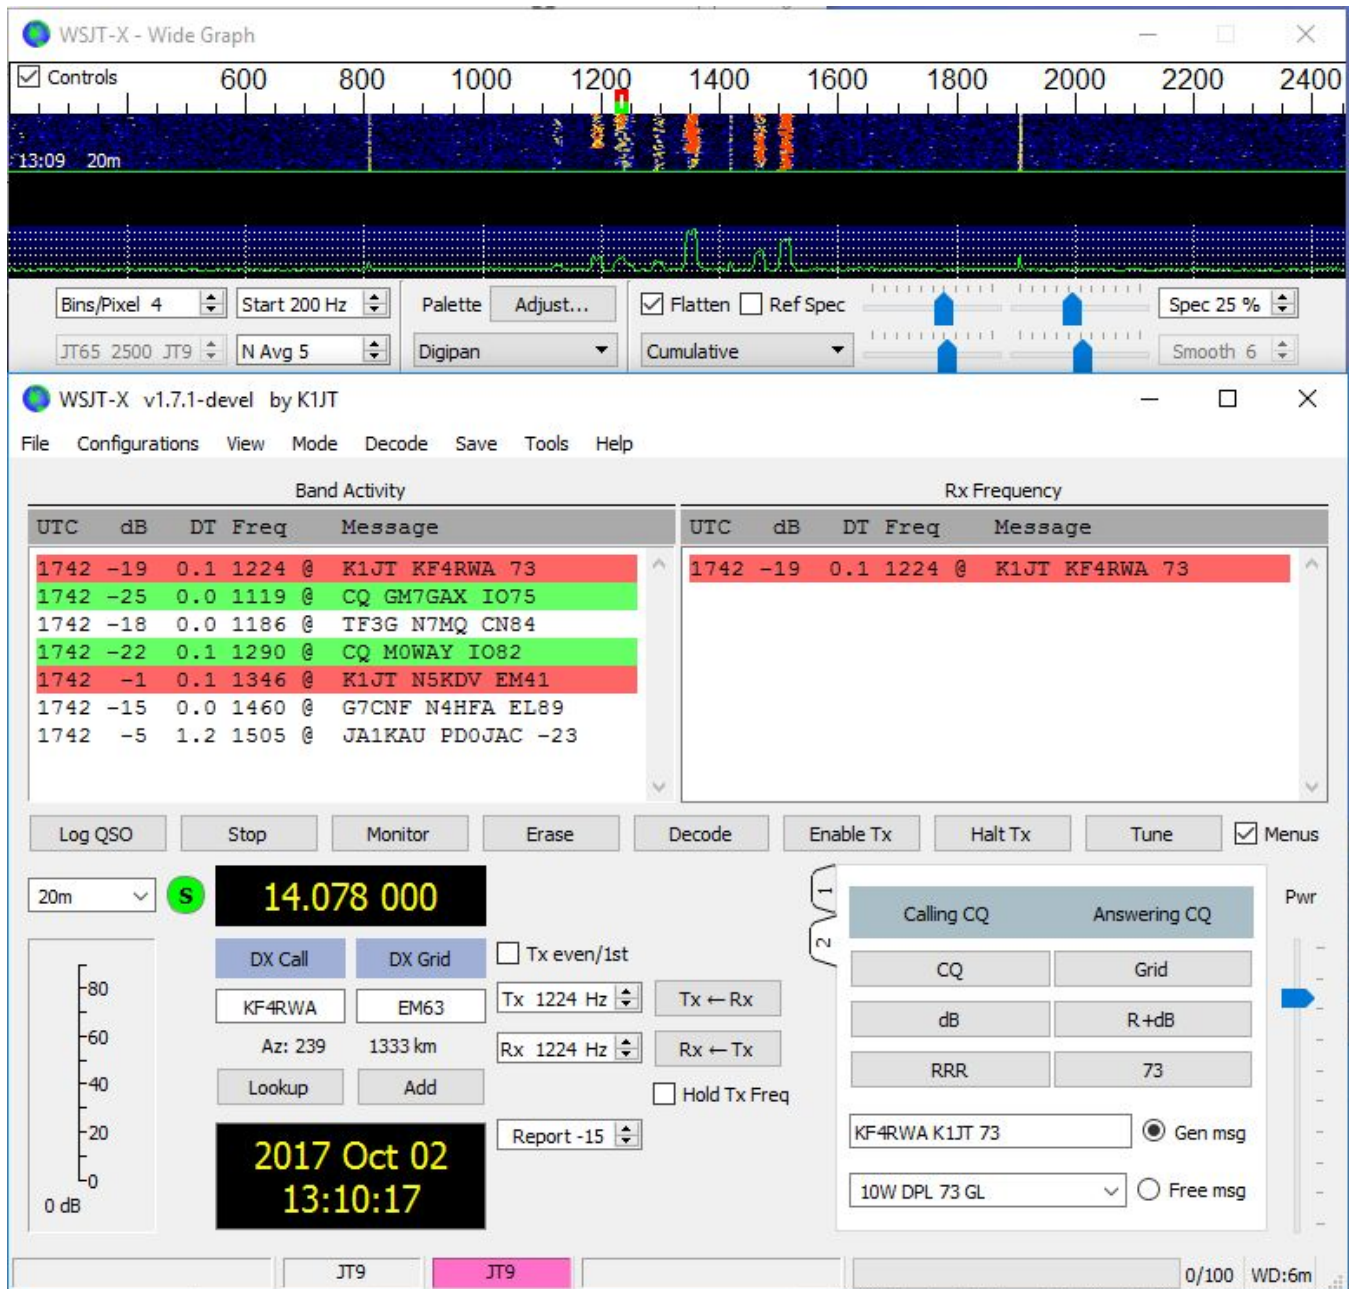 WSJT-X - Wide Graph
Controls 600 800 1000 1200 1400 1600 1800 2000 2200 2400
13:09 20m
Bins/Pixel 4 Start 200 Hz Palette Adjust... Flatten Ref Spec Spec 25 %
JT65 2500 JT9 N Avg 5 Digipan Cumulative Smooth 6
WSJT-X v1.7.1-devel by K1JT
File Configurations View Mode Decode Save Tools Help
Band Activity Rx Frequency
UTC dB DT Freq Message UTC dB DT Freq Message
1742 -19 0.1 1224 @ K1JT KF4RWA 73 1742 -19 0.1 1224 @ K1JT KF4RWA 73
1742 -25 0.0 1119 @ CQ GM7GAX IO75
1742 -18 0.0 1186 @ TF3G N7MQ CN84
1742 -22 0.1 1290 @ CQ M0WAY IO82
1742 -1 0.1 1346 @ K1JT N5KDV EM41
1742 -15 0.0 1460 @ G7CNF N4HFA EL89
1742 -5 1.2 1505 @ JA1KAU PD0JAC -23
Log QSO Stop Monitor Erase Decode Enable Tx Halt Tx Tune Menus
20m S 14.078 000 1 Calling CQ Answering CQ Pwr
DX Call DX Grid Tx even/1st 2 CQ Grid
-80 KF4RWA EM63 Tx 1224 Hz Tx ← Rx dB R+dB
-60 Az: 239 1333 km Rx 1224 Hz Rx ← Tx RRR 73
-40 Lookup Add Hold Tx Freq
-20 2017 Oct 02 Report -15 KF4RWA K1JT 73 Gen msg
0 13:10:17 10W DPL 73 GL Free msg
0 dB
JT9 JT9 0/100 WD:6m